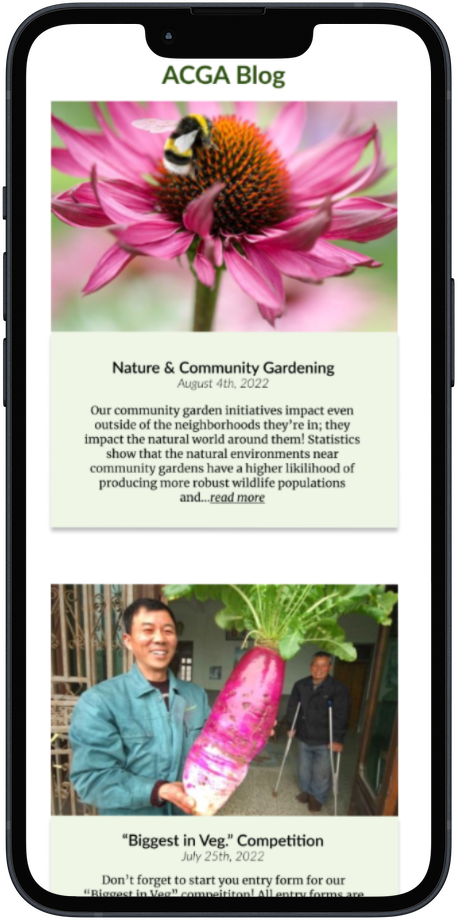 ACGA Blog
Nature & Community Gardening
August 4th, 2022
Our community garden initiatives impact even
outside of the neighborhoods they're in; they
impact the natural world around them! Statistics
show that the natural environments near
community gardens have a higher likilihood of
producing more robust wildlife populations
and...read more
“Biggest in Veg.” Competition
July 25th, 2022
Don't forget to start you entry form for our
“Biggest in Veg” compeititon! All entry forms are